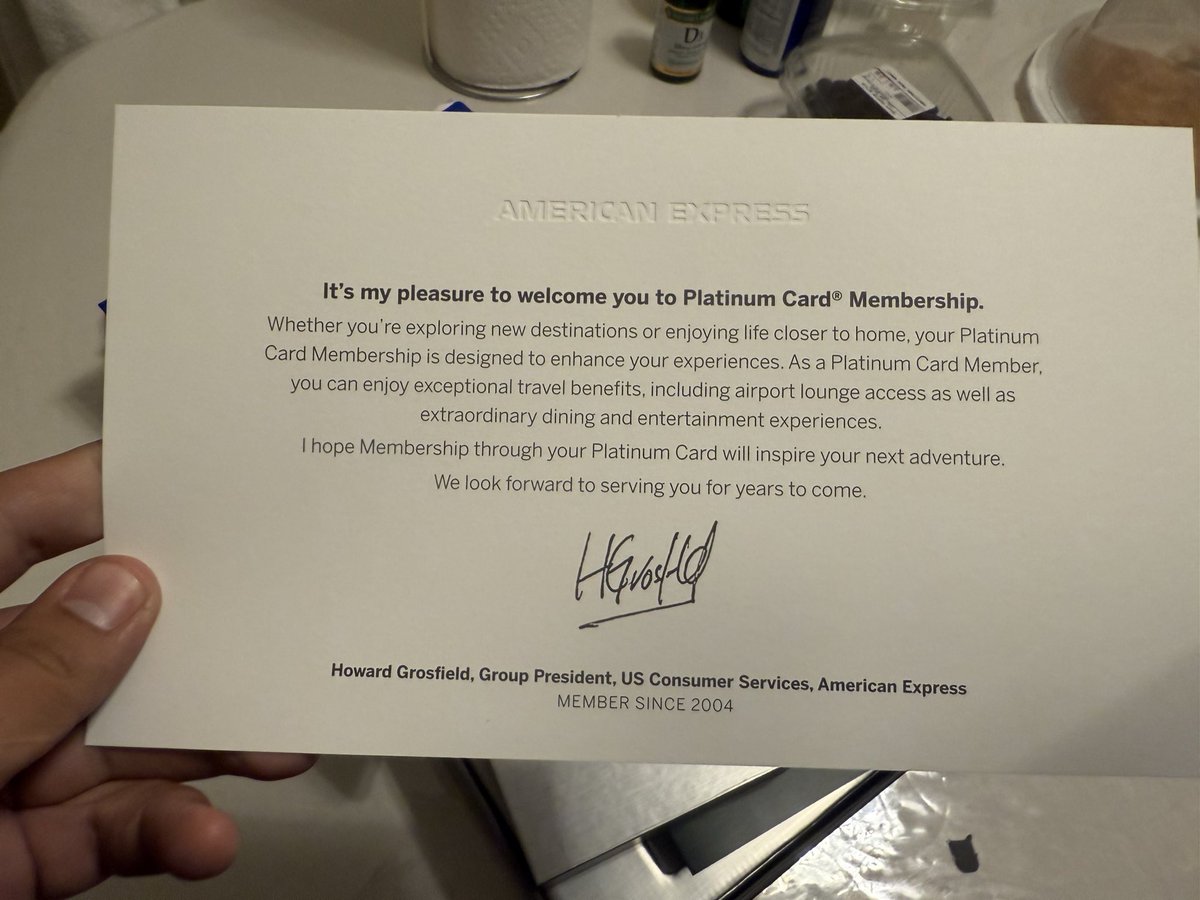 D3
AMERICAN EXPRESS
It's my pleasure to welcome you to Platinum Card® Membership.
Whether you're exploring new destinations or enjoying life closer to home, your Platinum
Card Membership is designed to enhance your experiences. As a Platinum Card Member,
you can enjoy exceptional travel benefits, including airport lounge access as well as
extraordinary dining and entertainment experiences.
I hope Membership through your Platinum Card will inspire your next adventure.
We look forward to serving you for years to come.
HGrosfld
Howard Grosfield, Group President, US Consumer Services, American Express
MEMBER SINCE 2004